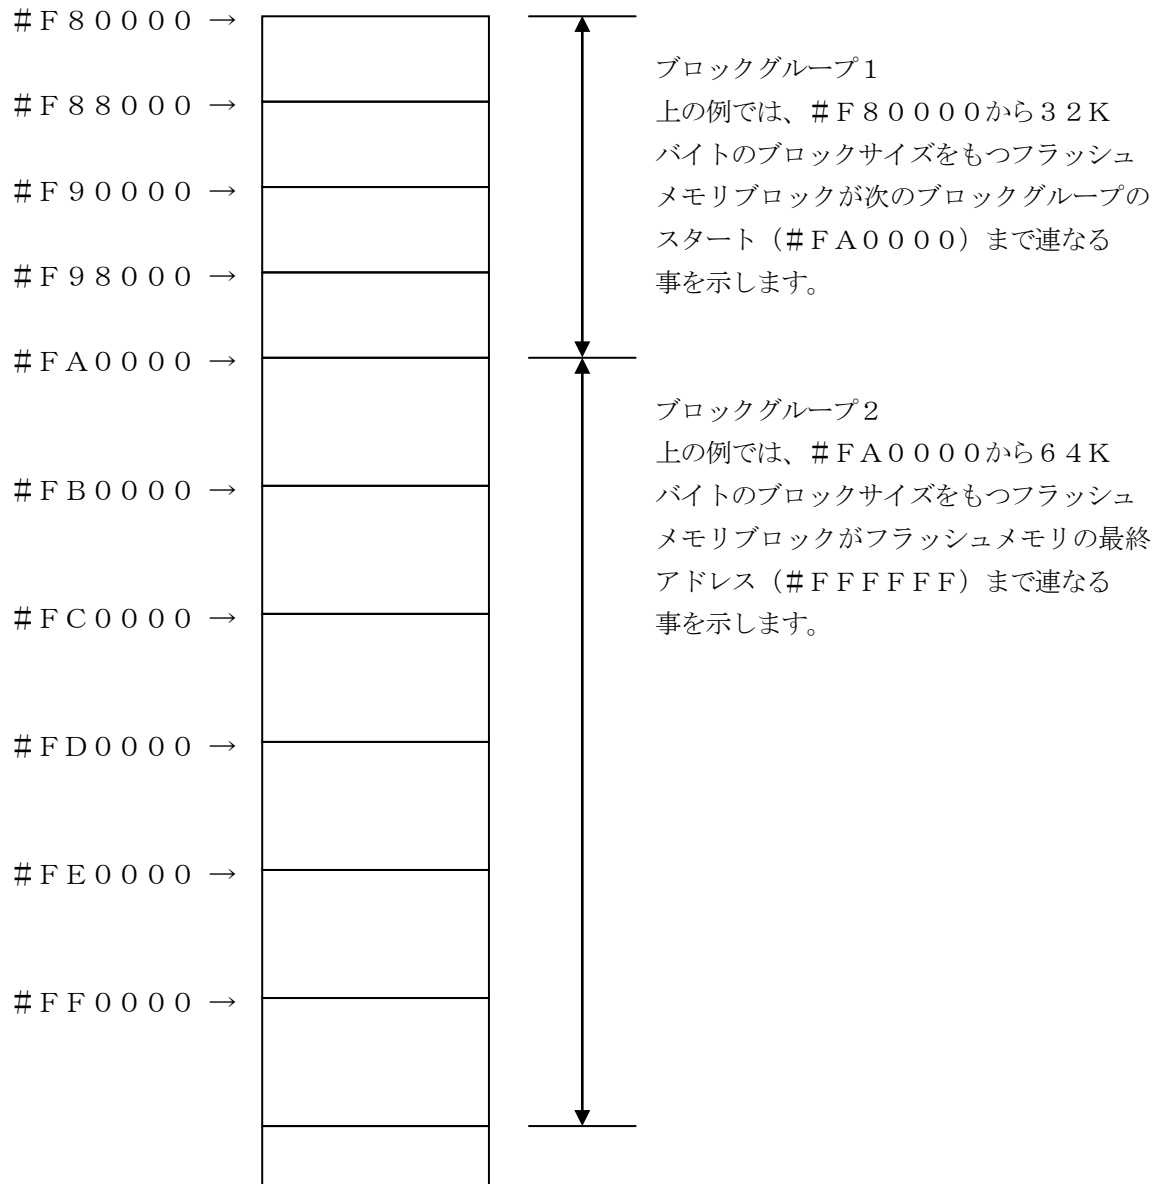 ＃Ｆ８００００ →
＃Ｆ８８０００ →
＃Ｆ９００００ →
＃Ｆ９８０００ →
＃ＦＡ００００ →
＃ＦＢ００００ →
＃ＦＣ００００ →
＃ＦＤ００００ →
＃ＦＥ００００ →
＃ＦＦ００００ →
ブロックグループ１
上の例では、＃Ｆ８００００から３２Ｋ
バイトのブロックサイズをもつフラッシュ
メモリブロックが次のブロックグループの
スタート（＃ＦＡ００００）まで連なる
事を示します。
ブロックグループ２
上の例では、＃ＦＡ００００から６４Ｋ
バイトのブロックサイズをもつフラッシュ
メモリブロックがフラッシュメモリの最終
アドレス（＃ＦＦＦＦＦＦ）まで連なる
事を示します。